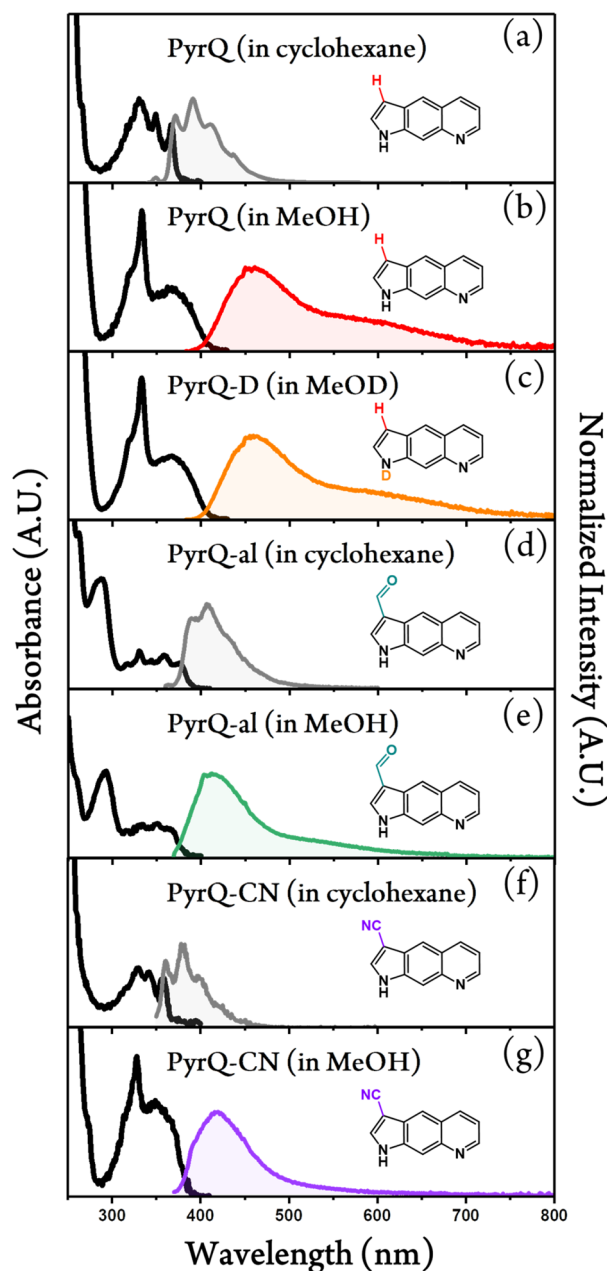 PyrQ (in cyclohexane)
(a)
H
N
H
N
PyrQ (in MeOH)
(b)
H
N
H
N
PyrQ-D (in MeOD)
(c)
H
N
D
N
PyrQ-al (in cyclohexane)
(d)
O
N
H
N
PyrQ-al (in MeOH)
(e)
O
N
H
N
PyrQ-CN (in cyclohexane)
(f)
NC
N
H
N
PyrQ-CN (in MeOH)
(g)
NC
N
H
N
Absorbance (A.U.)
Normalized Intensity (A.U.)
300 400 500 600 700 800
Wavelength (nm)